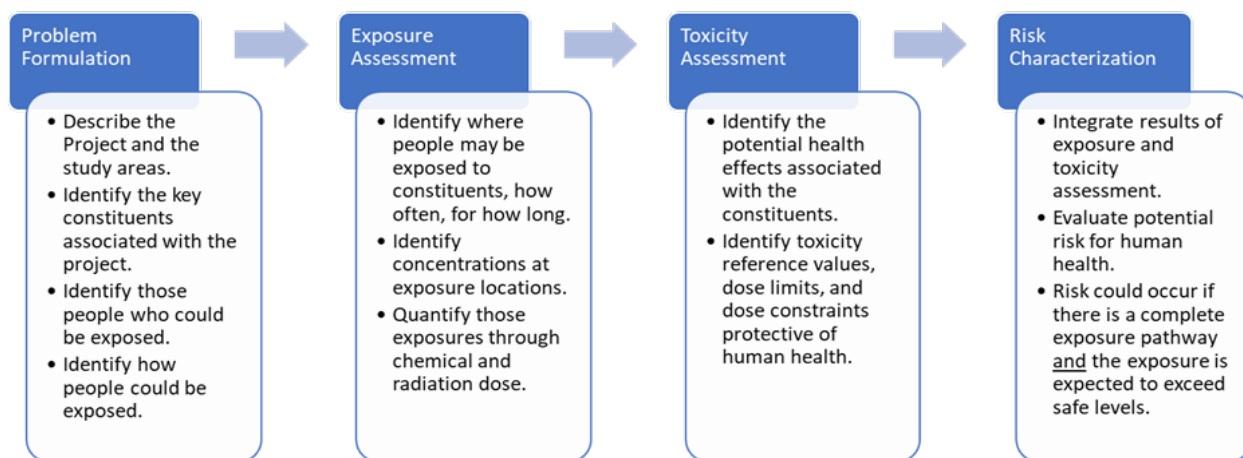 Problem
Formulation
• Describe the
Project and the
study areas.
• Identify the key
constituents
associated with the
project.
• Identify those
people who could
be exposed.
• Identify how
people could be
exposed.
Exposure
Assessment
• Identify where
people may be
exposed to
constituents, how
often, for how long.
• Identify
concentrations at
exposure locations.
• Quantify those
exposures through
chemical and
radiation dose.
Toxicity
Assessment
• Identify the
potential health
effects associated
with the
constituents.
• Identify toxicity
reference values,
dose limits, and
dose constraints
protective of
human health.
Risk
Characterization
• Integrate results of
exposure and
toxicity
assessment.
• Evaluate potential
risk for human
health.
• Risk could occur if
there is a complete
exposure pathway
and the exposure is
expected to exceed
safe levels.